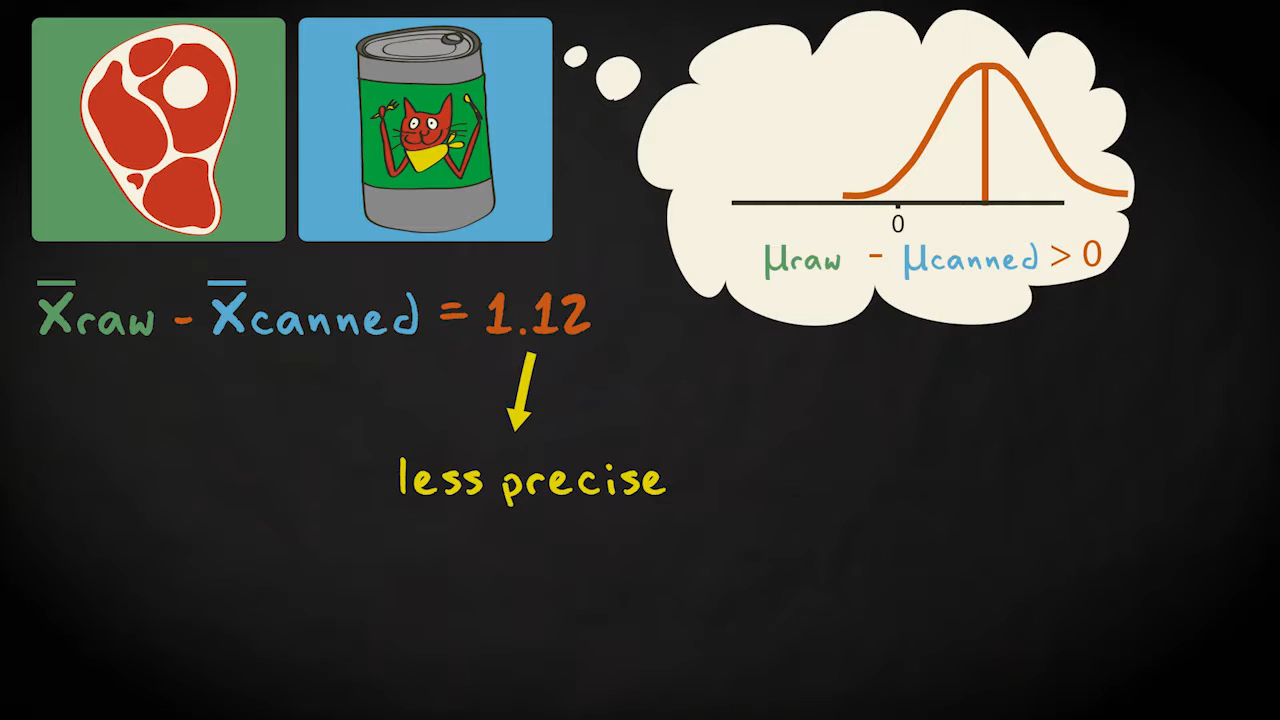 0
μraw - μcanned > 0
x̅raw - x̅canned = 1.12
less precise